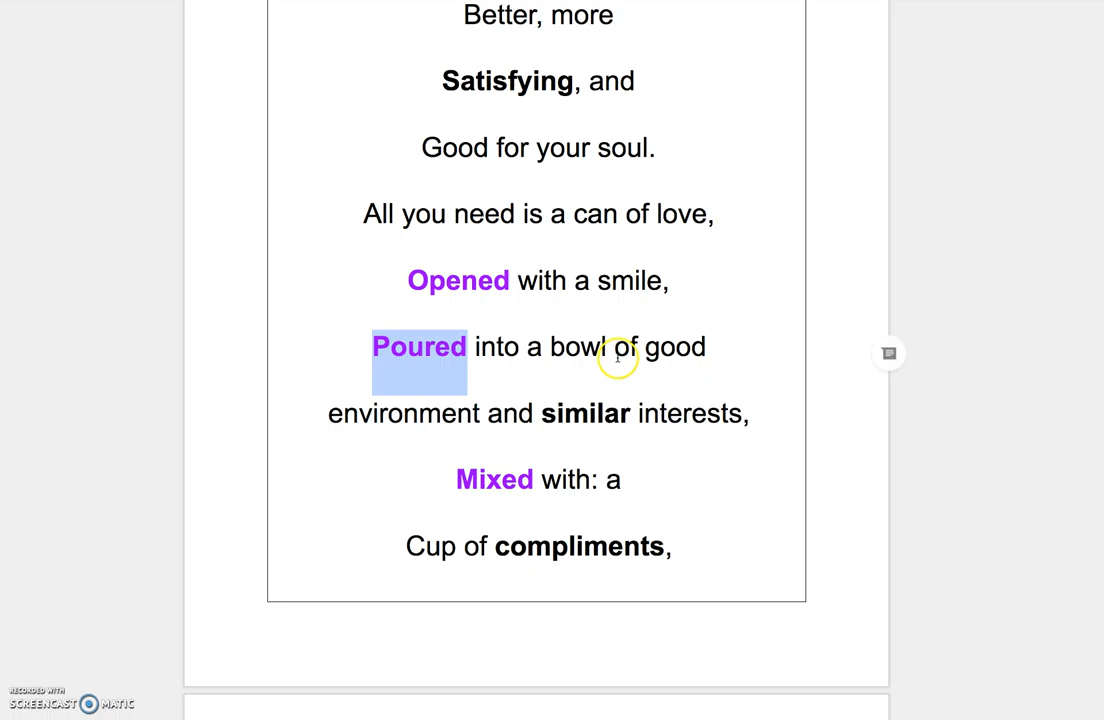 Better, more
Satisfying, and
Good for your soul.
All you need is a can of love,
Opened with a smile,
Poured into a bowl of good
environment and similar interests,
Mixed with: a
Cup of compliments,
RECORDED WITH
SCREENCAST MATIC